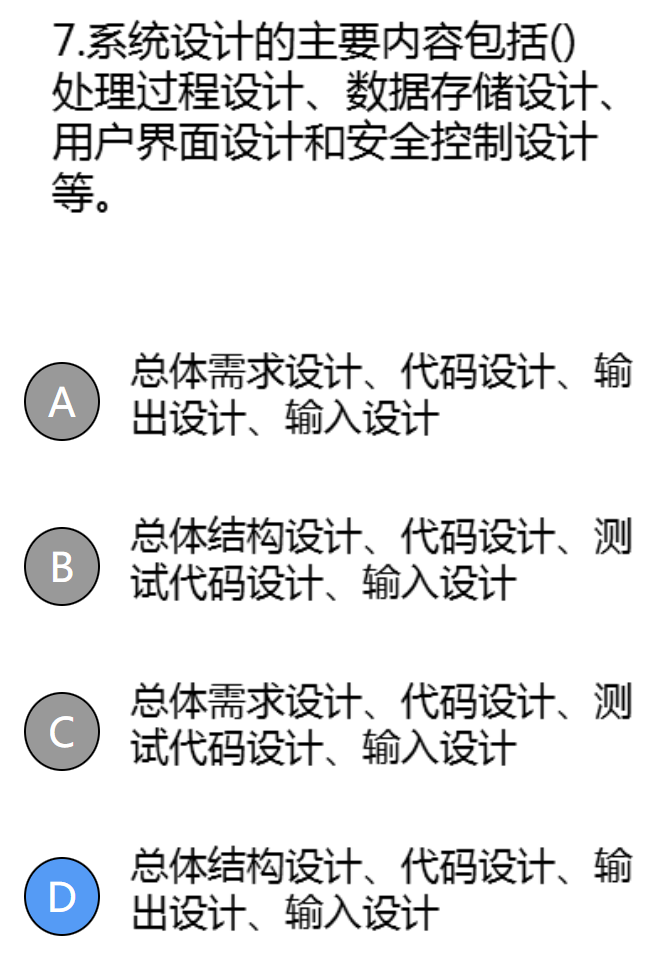 7.系统设计的主要内容包括()
处理过程设计、数据存储设计、
用户界面设计和安全控制设计
等。
A
总体需求设计、代码设计、输
出设计、输入设计
B
总体结构设计、代码设计、测
试代码设计、输入设计
C
总体需求设计、代码设计、测
试代码设计、输入设计
D
总体结构设计、代码设计、输
出设计、输入设计